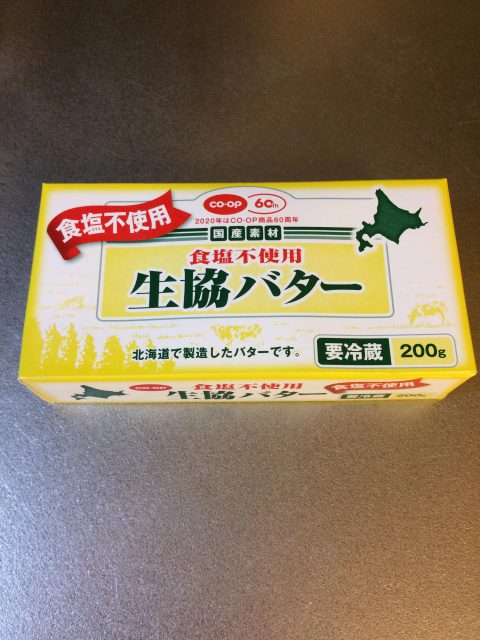 食塩不使用
CO·OP 60th
2020年はCO·OP商品60周年
国産素材
食塩不使用
生協バター
北海道で製造したバターです。
要冷蔵 200g
CO·OP 食塩不使用 食塩不使用
生協バター 要冷蔵 200g